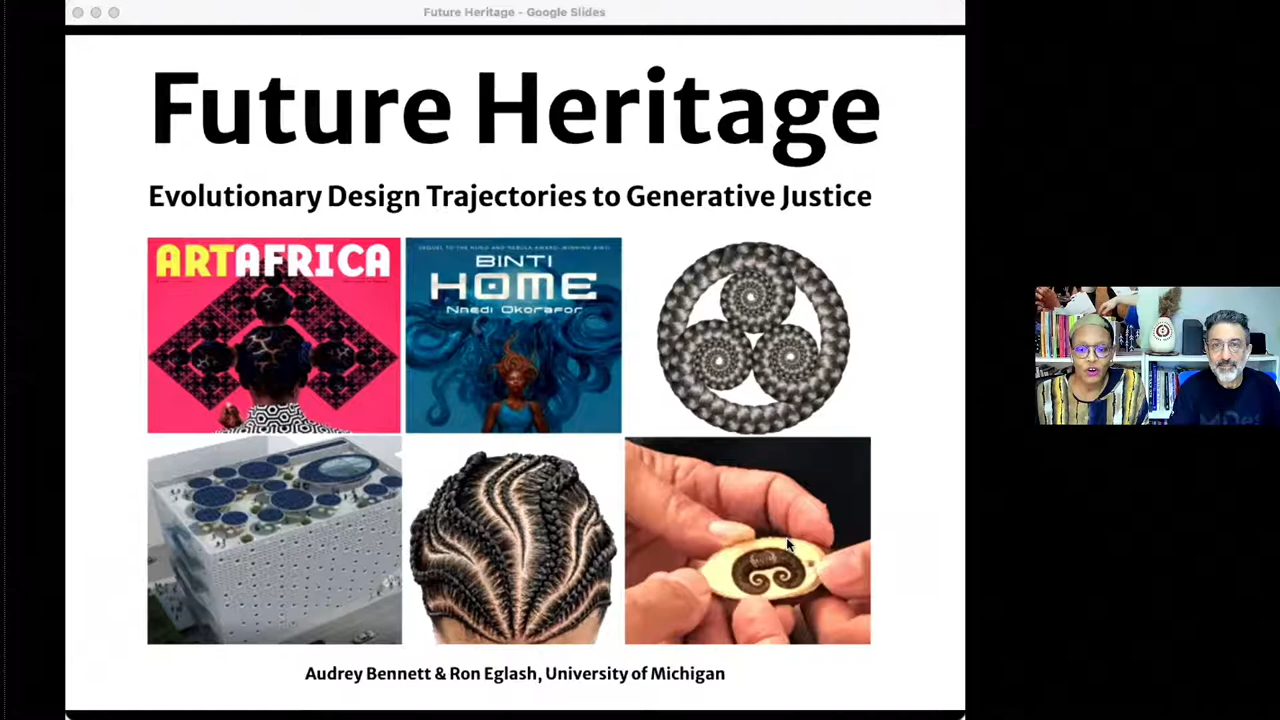 Future Heritage - Google Slides
Future Heritage
Evolutionary Design Trajectories to Generative Justice
ARTAFRICA
BINTI
HOME
Nnedi Okorafor
Audrey Bennett & Ron Eglash, University of Michigan